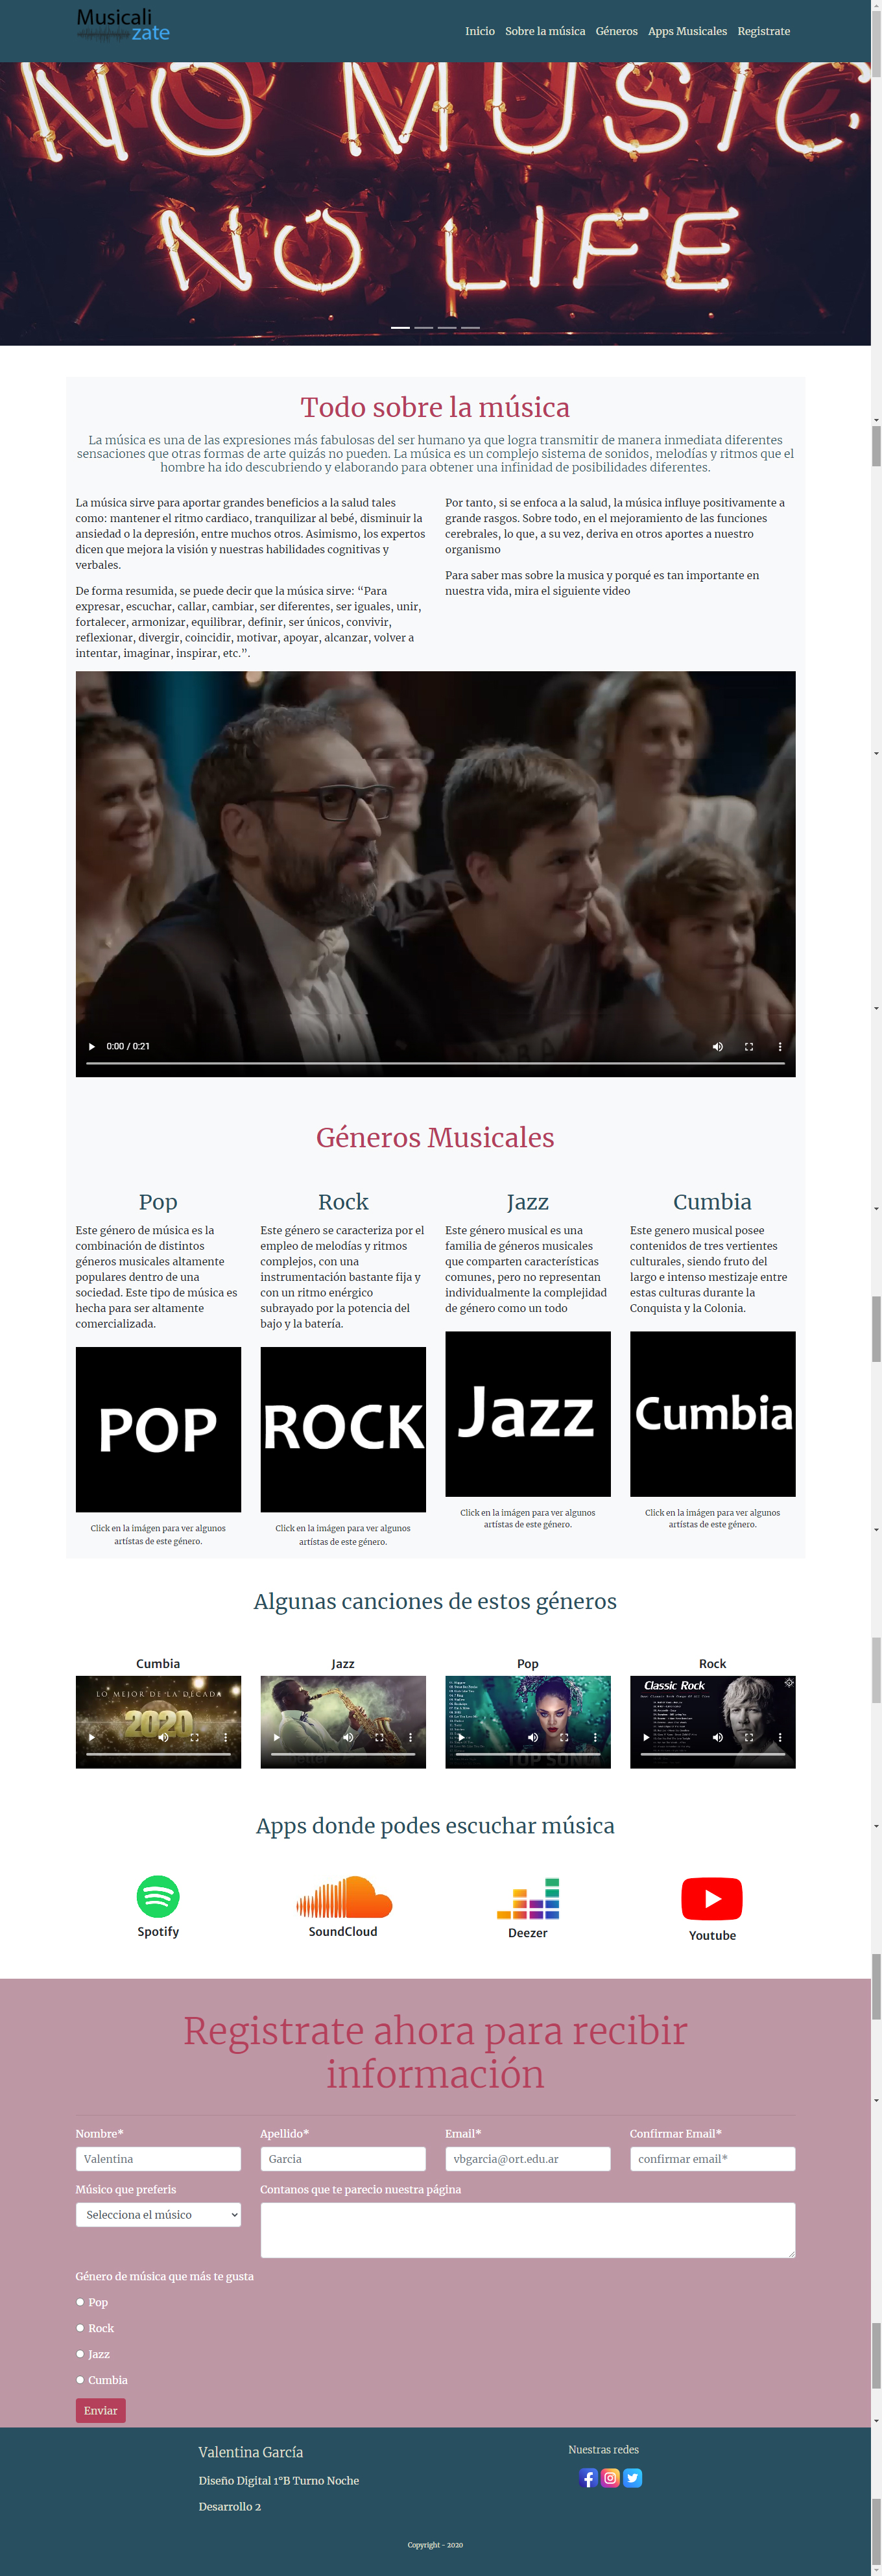 Musicali
zate
Inicio Sobre la música Géneros Apps Musicales Registrate
NO MUSIC
NO LIFE
Todo sobre la música
La música es una de las expresiones más fabulosas del ser humano ya que logra transmitir de manera inmediata diferentes
sensaciones que otras formas de arte quizás no pueden. La música es un complejo sistema de sonidos, melodías y ritmos que el
hombre ha ido descubriendo y elaborando para obtener una infinidad de posibilidades diferentes.
La música sirve para aportar grandes beneficios a la salud tales
como: mantener el ritmo cardiaco, tranquilizar al bebé, disminuir la
ansiedad o la depresión, entre muchos otros. Asimismo, los expertos
dicen que mejora la visión y nuestras habilidades cognitivas y
verbales.
De forma resumida, se puede decir que la música sirve: “Para
expresar, escuchar, callar, cambiar, ser diferentes, ser iguales, unir,
fortalecer, armonizar, equilibrar, definir, ser únicos, convivir,
reflexionar, divergir, coincidir, motivar, apoyar, alcanzar, volver a
intentar, imaginar, inspirar, etc.”.
Por tanto, si se enfoca a la salud, la música influye positivamente a
grande rasgos. Sobre todo, en el mejoramiento de las funciones
cerebrales, lo que, a su vez, deriva en otros aportes a nuestro
organismo
Para saber mas sobre la musica y porqué es tan importante en
nuestra vida, mira el siguiente video
0:00 / 0:21
Géneros Musicales
Pop
Este género de música es la
combinación de distintos
géneros musicales altamente
populares dentro de una
sociedad. Este tipo de música es
hecha para ser altamente
comercializada.
POP
Click en la imágen para ver algunos
artístas de este género.
Rock
Este género se caracteriza por el
empleo de melodías y ritmos
complejos, con una
instrumentación bastante fija y
con un ritmo enérgico
subrayado por la potencia del
bajo y la batería.
ROCK
Click en la imágen para ver algunos
artístas de este género.
Jazz
Este género musical es una
familia de géneros musicales
que comparten características
comunes, pero no representan
individualmente la complejidad
de género como un todo
Jazz
Click en la imágen para ver algunos
artístas de este género.
Cumbia
Este genero musical posee
contenidos de tres vertientes
culturales, siendo fruto del
largo e intenso mestizaje entre
estas culturas durante la
Conquista y la Colonia.
Cumbia
Click en la imágen para ver algunos
artístas de este género.
Algunas canciones de estos géneros
Cumbia
LO MEJOR DE LA DECADA
2020
Jazz
Pop
TOP SONG
Rock
Classic Rock
Apps donde podes escuchar música
Spotify
SoundCloud
Deezer
Youtube
Registrate ahora para recibir
información
Nombre* Apellido* Email* Confirmar Email*
Valentina Garcia vbgarcia@ort.edu.ar confirmar email*
Músico que preferis Contanos que te parecio nuestra página
Selecciona el músico
Género de música que más te gusta
Pop
Rock
Jazz
Cumbia
Enviar
Valentina García
Diseño Digital 1°B Turno Noche
Desarrollo 2
Nuestras redes
Copyright - 2020